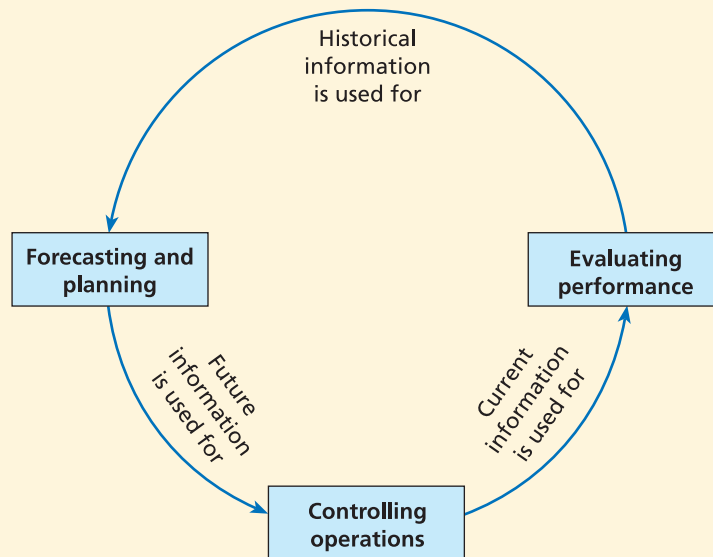 Historical
information
is used for
Forecasting and
planning
Evaluating
performance
Future
information
is used for
Current
information
is used for
Controlling
operations